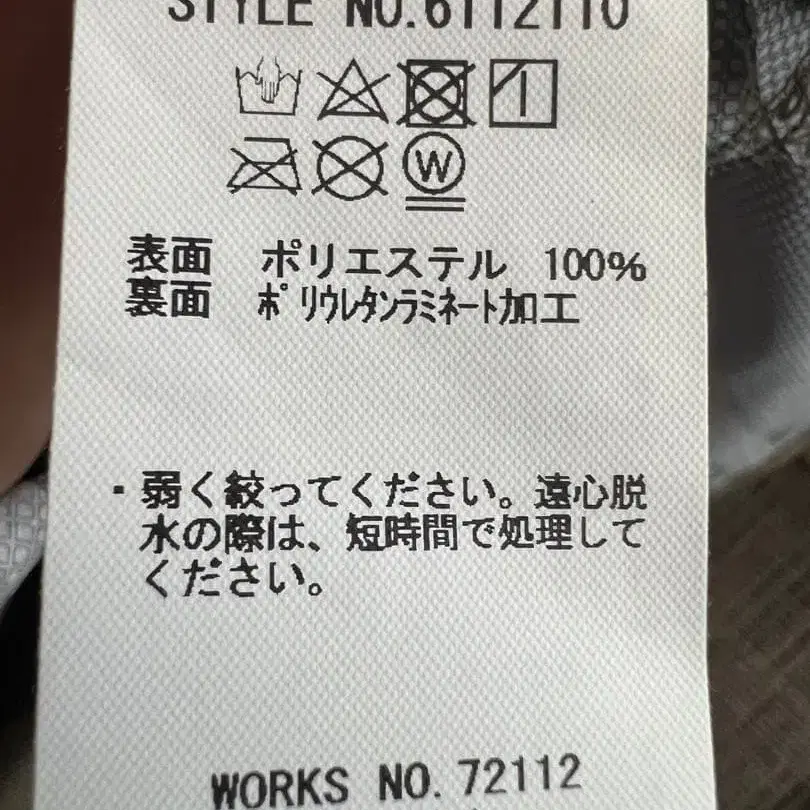 STYLE NO.6112110
W
表面 ポリエステル 100%
裏面 ﾎﾟﾘｳﾚﾀﾝﾗﾐﾈｰﾄ加工
・弱く絞ってください。遠心脱
水の際は、短時間で処理して
ください。
WORKS NO. 72112